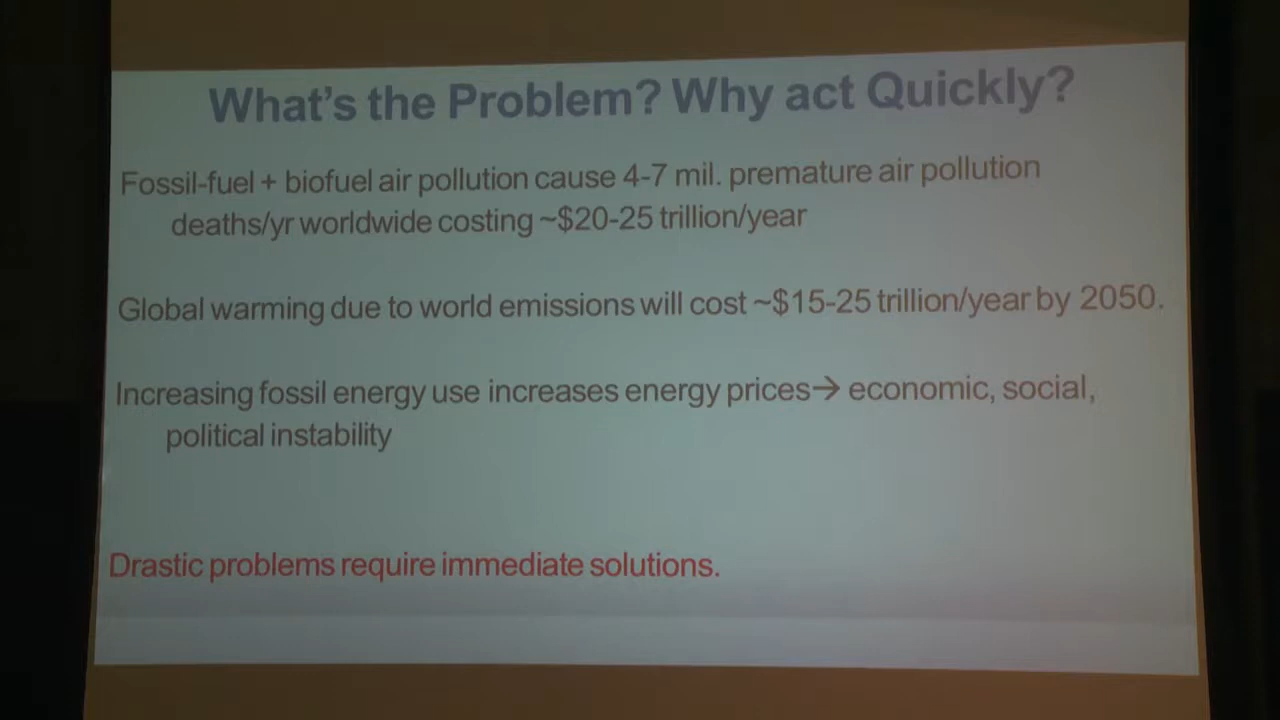 What's the Problem? Why act Quickly?
Fossil-fuel + biofuel air pollution cause 4-7 mil. premature air pollution
deaths/yr worldwide costing ~$20-25 trillion/year
Global warming due to world emissions will cost ~$15-25 trillion/year by 2050.
Increasing fossil energy use increases energy prices→ economic, social,
political instability
Drastic problems require immediate solutions.